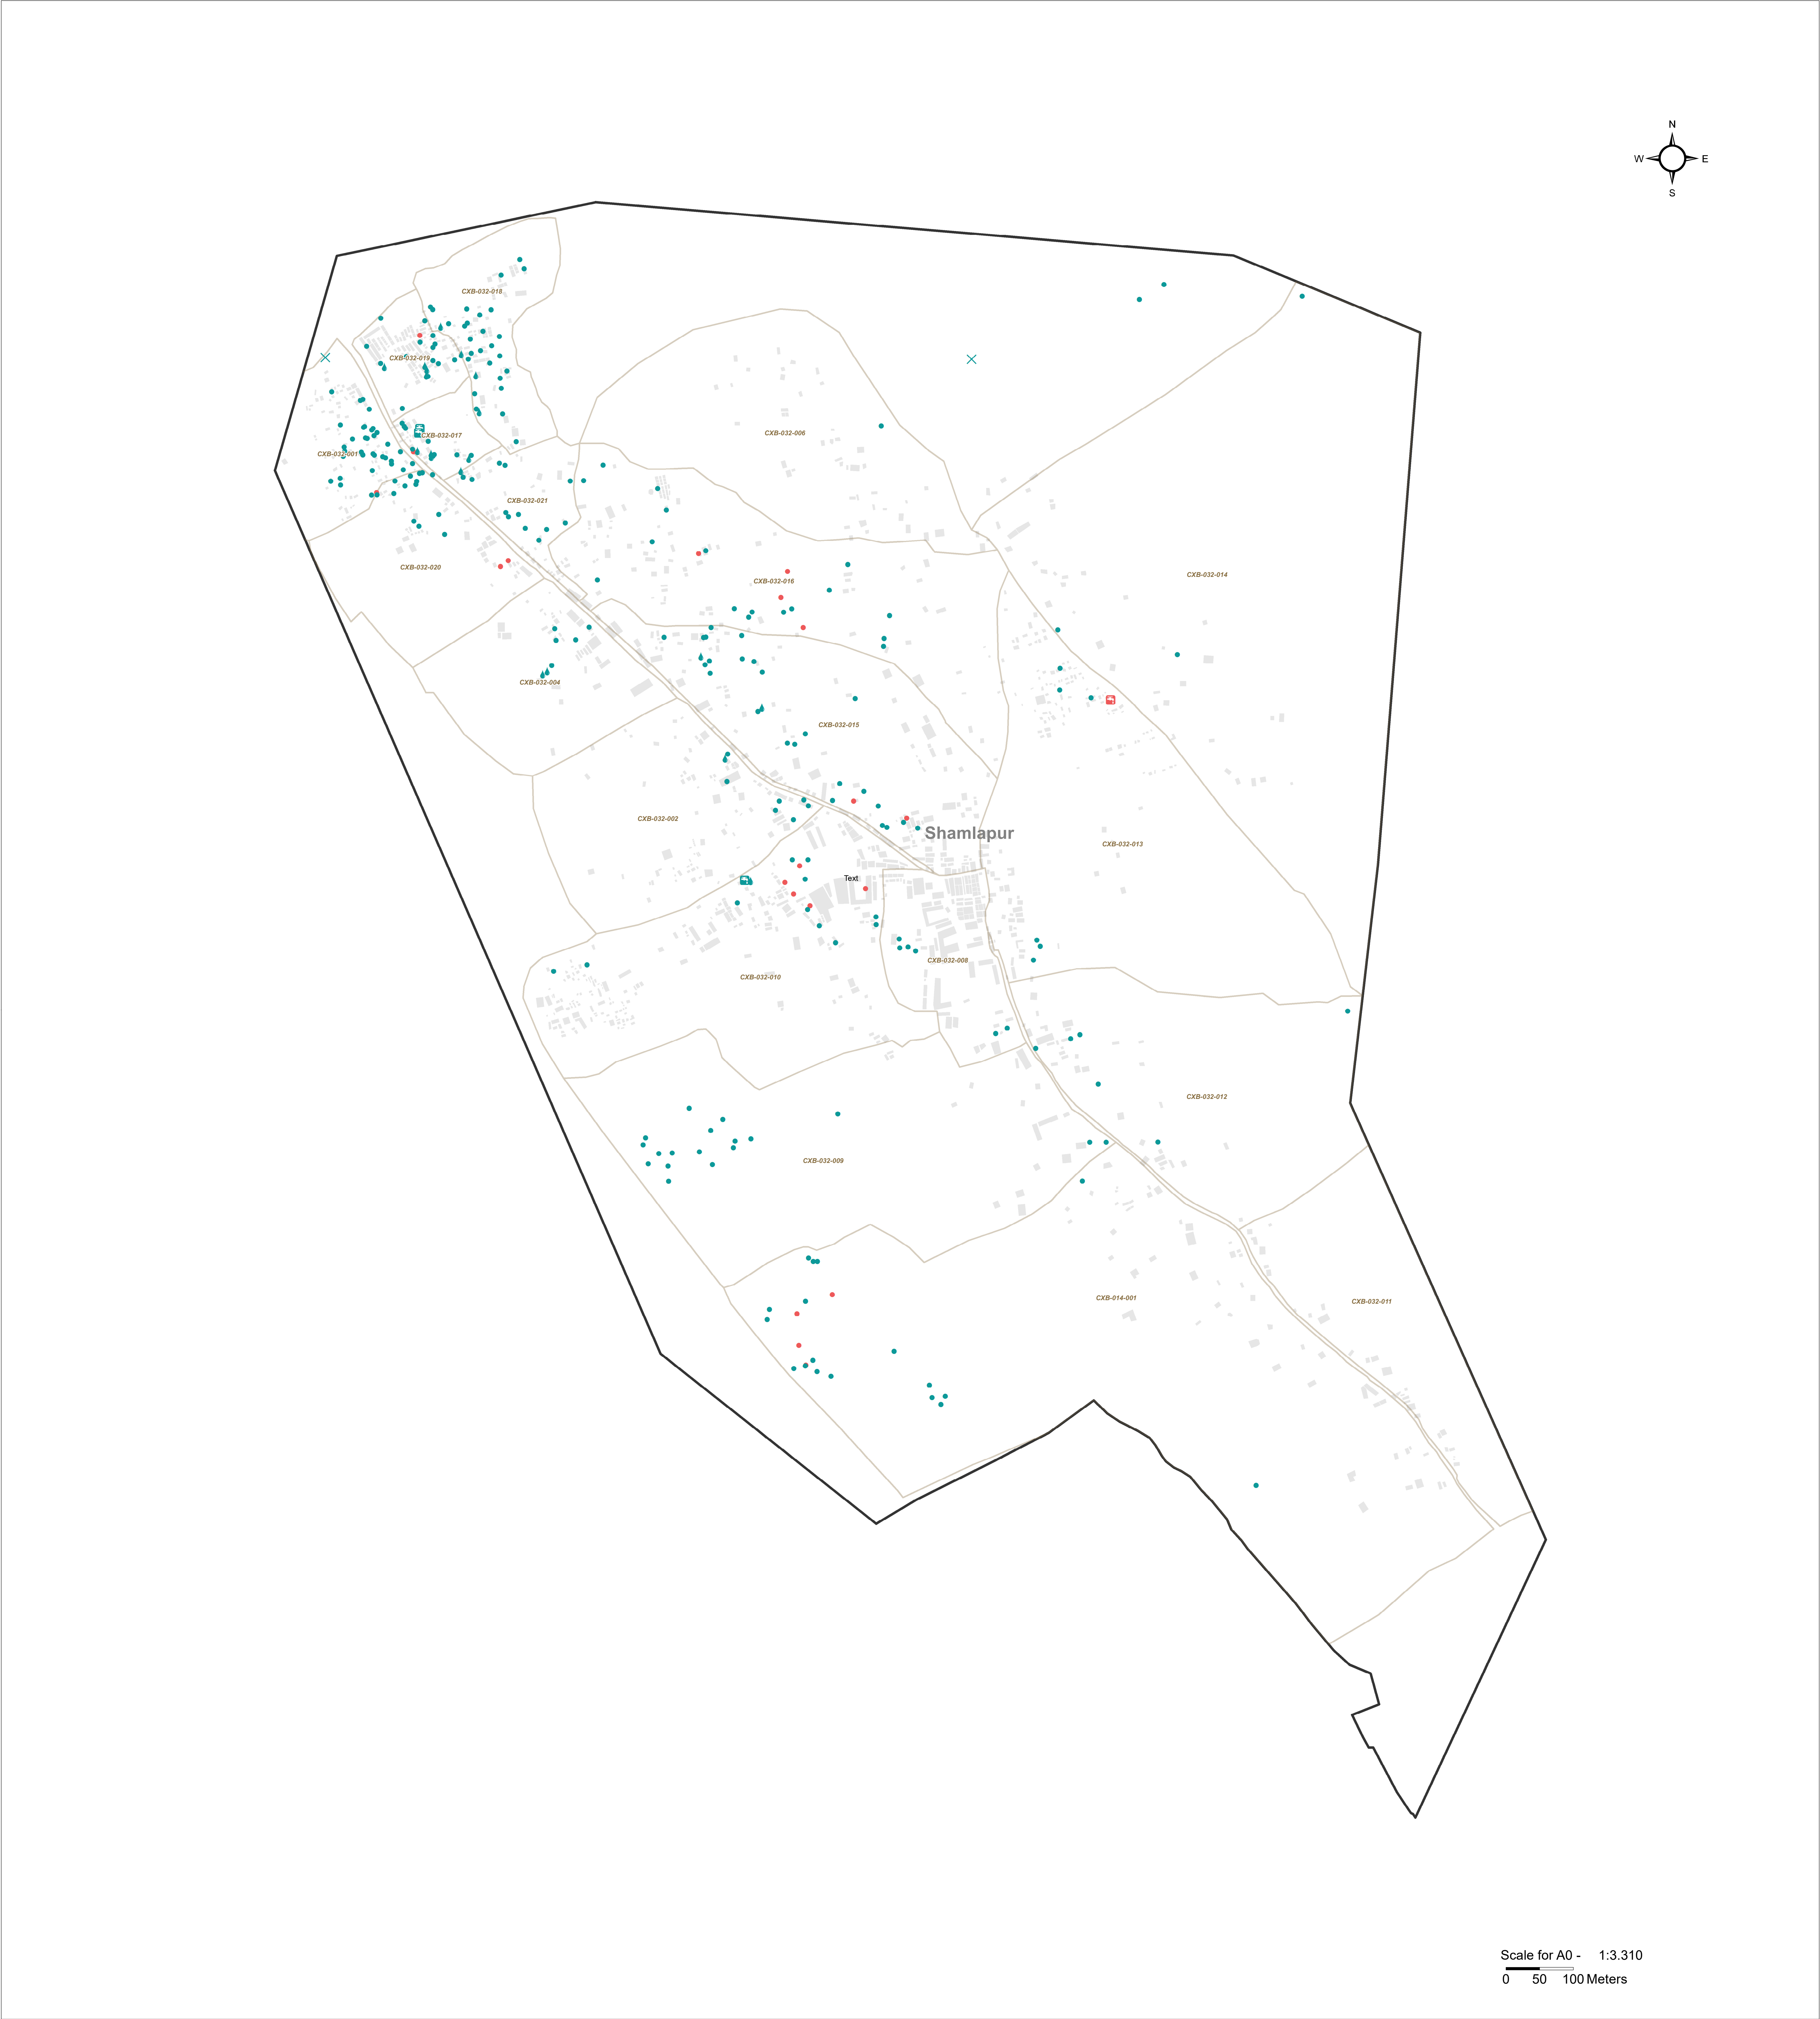 N
W E
S
CXB-032-018
CXB-032-019
CXB-032-006
CXB-032-017
CXB-032-001
CXB-032-021
CXB-032-020
CXB-032-014
CXB-032-016
CXB-032-004
CXB-032-015
CXB-032-002
Shamlapur
CXB-032-013
Text
CXB-032-008
CXB-032-010
CXB-032-012
CXB-032-009
CXB-014-001
CXB-032-011
Scale for A0 - 1:3.310
0 50 100 Meters